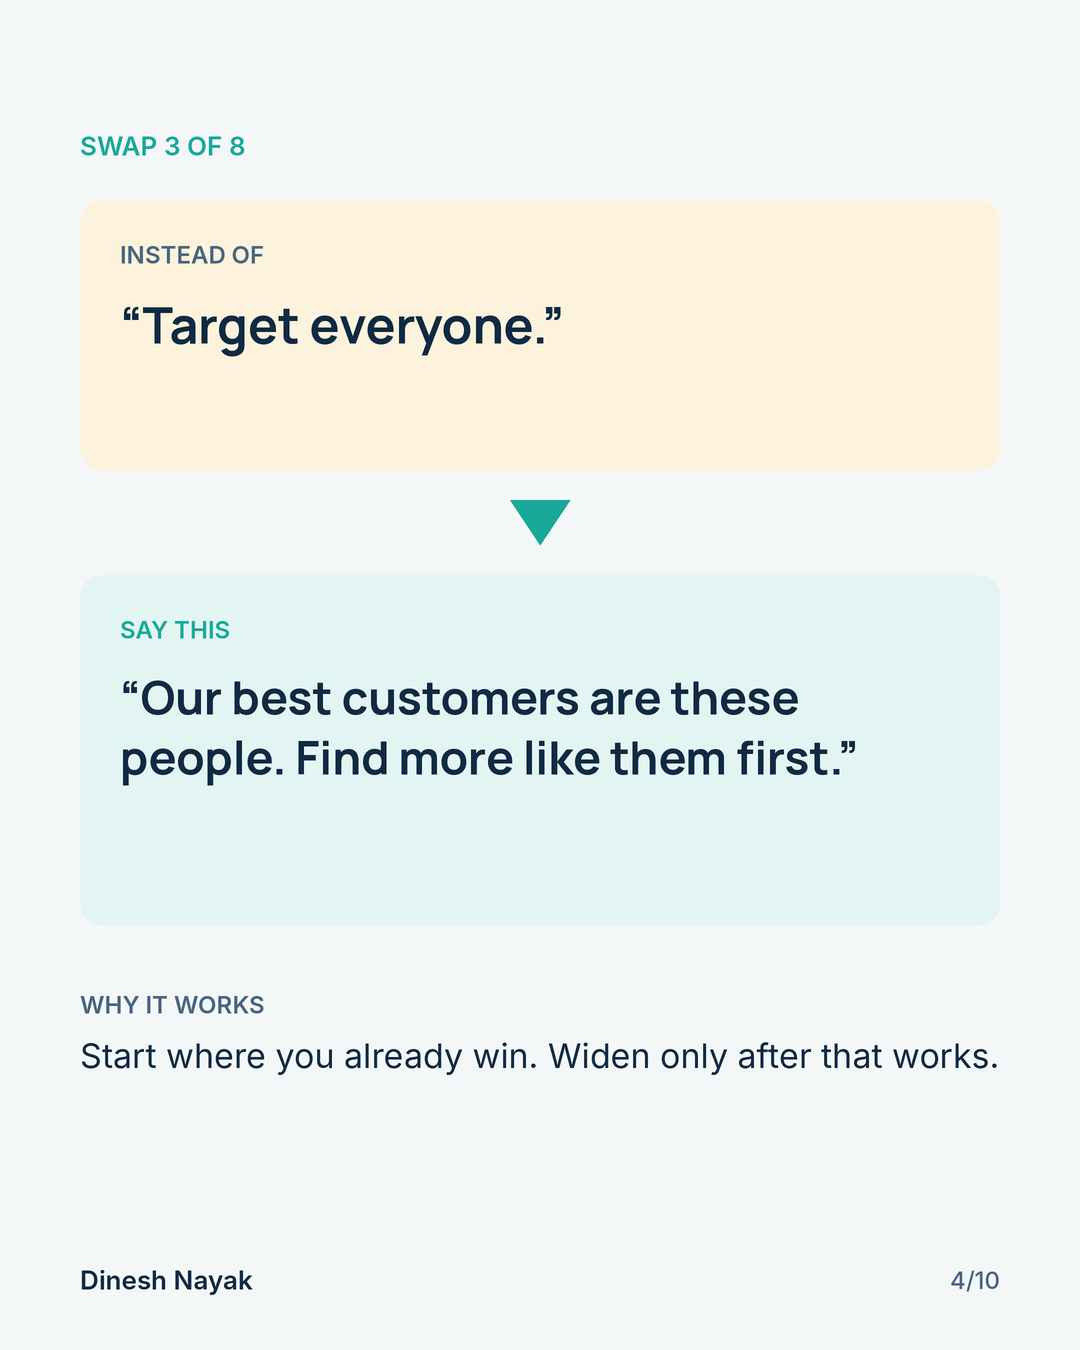 SWAP 3 OF 8
INSTEAD OF
“Target everyone.”
SAY THIS
“Our best customers are these
people. Find more like them first.”
WHY IT WORKS
Start where you already win. Widen only after that works.
Dinesh Nayak
4/10